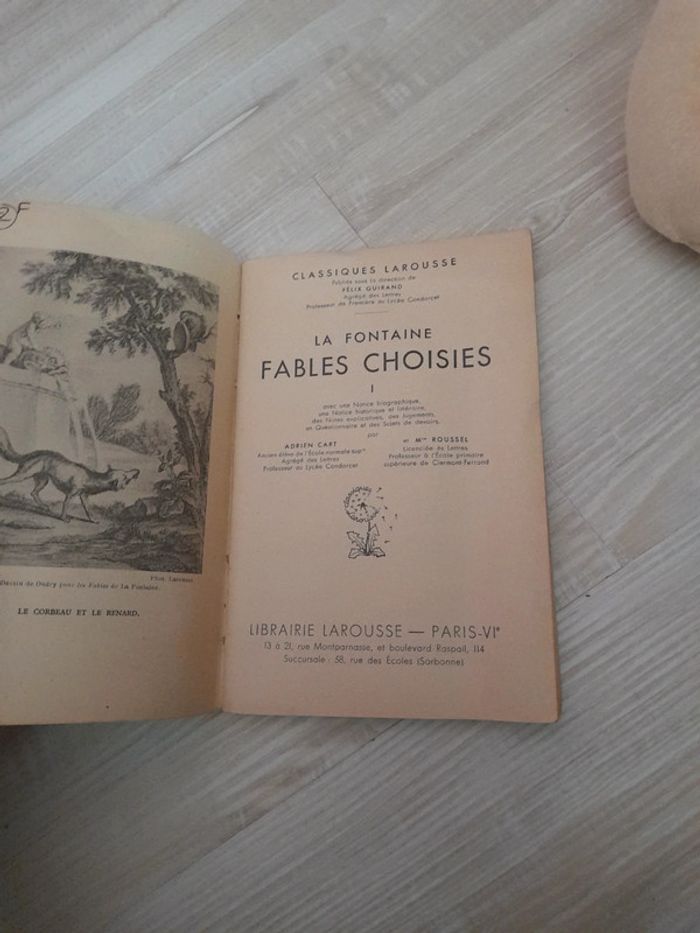 2F
Phot. Larousse.
Dessin de Oudry pour les Fables de La Fontaine.
LE CORBEAU ET LE RENARD.
CLASSIQUES LAROUSSE
Publiés sous la direction de
FÉLIX GUIRAND
Agrégé des Lettres
Professeur de Première au Lycée Condorcet
LA FONTAINE
FABLES CHOISIES
I
avec une Notice biographique,
une Notice historique et littéraire,
des Notes explicatives, des Jugements,
un Questionnaire et des Sujets de devoirs,
par
ADRIEN CART
Ancien élève de l'École normale supre
Agrégé des Lettres
Professeur au Lycée Condorcet
et Mme ROUSSEL
Licenciée ès Lettres
Professeur à l'École primaire
supérieure de Clermont-Ferrand
classiques
Larousse
LIBRAIRIE LAROUSSE — PARIS-VIe
13 à 21, rue Montparnasse, et boulevard Raspail, 114
Succursale : 58, rue des Écoles (Sorbonne)